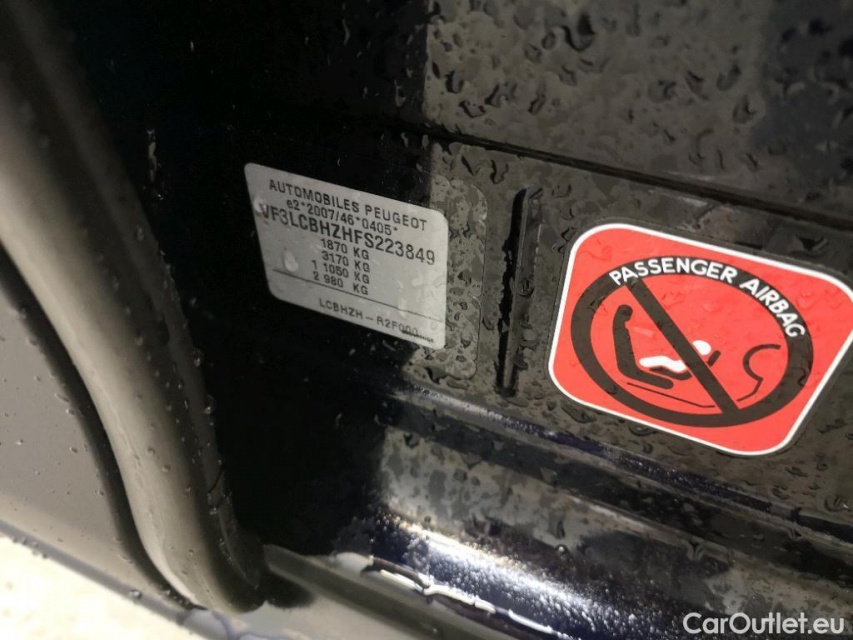 AUTOMOBILES PEUGEOT
e2*2007/46*0405*
VF3LCBHZHFS223849
1870 KG
3170 KG
1 1050 KG
2 980 KG
LCBHZH-R2F000
PASSENGER AIRBAG
CarOutlet.eu